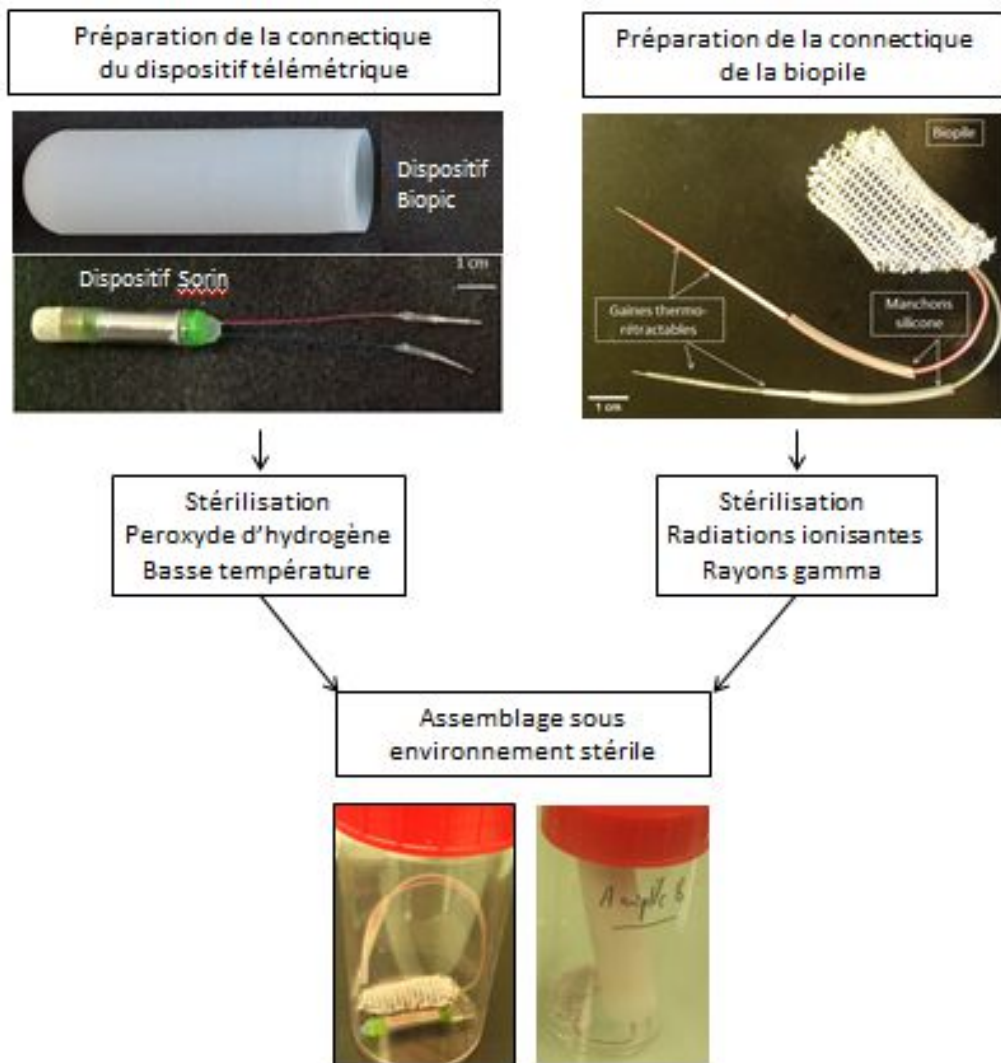 Préparation de la connectique
du dispositif télémétrique
Préparation de la connectique
de la biopile
Dispositif
Biopic
Dispositif Sorin
1 cm
Biopile
Gaines thermo-
rétractables
Manchons
silicone
1 cm
Stérilisation
Peroxyde d'hydrogène
Basse température
Stérilisation
Radiations ionisantes
Rayons gamma
Assemblage sous
environnement stérile